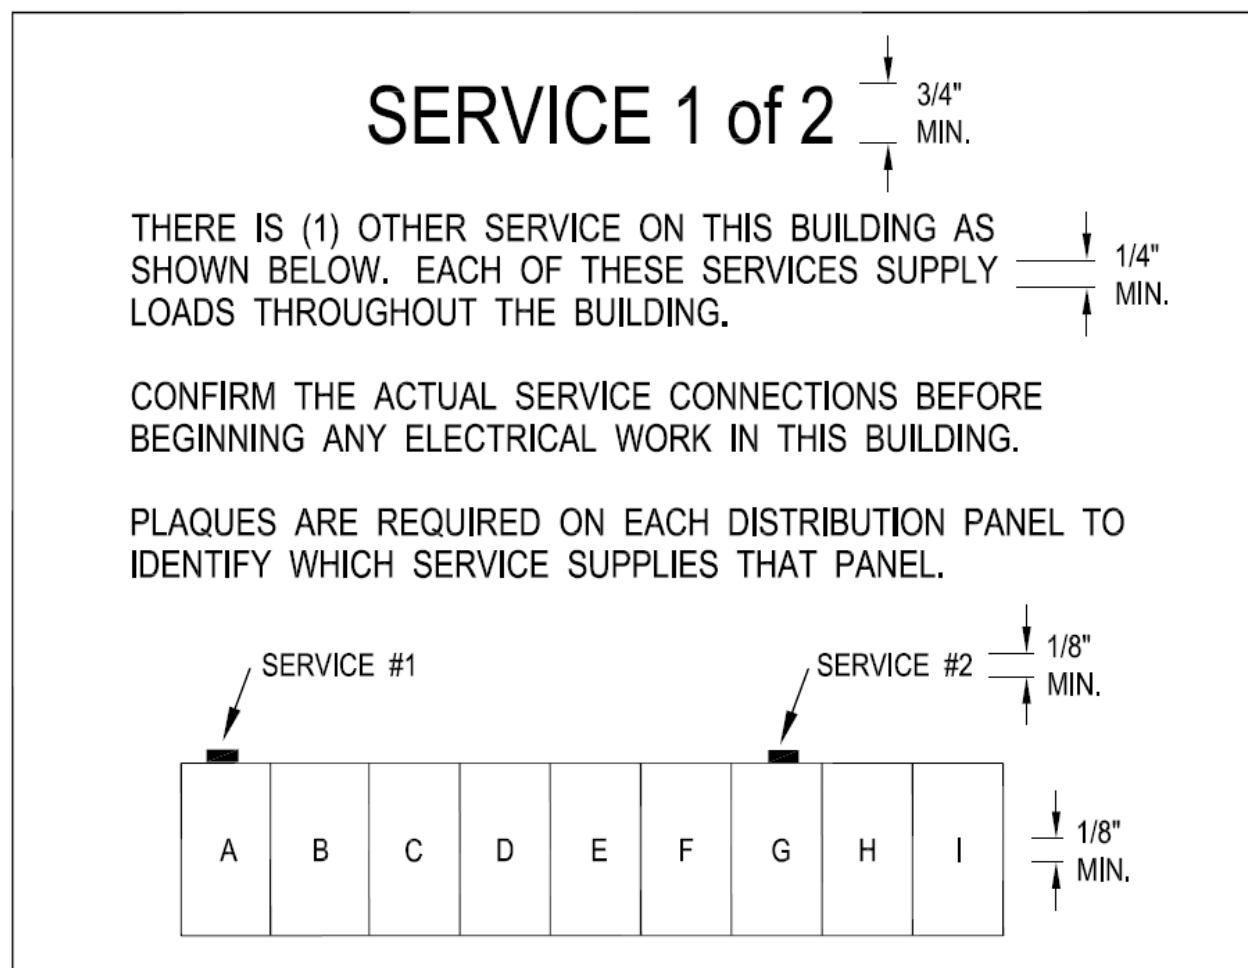 SERVICE 1 of 2
3/4"
MIN.
THERE IS (1) OTHER SERVICE ON THIS BUILDING AS
SHOWN BELOW. EACH OF THESE SERVICES SUPPLY
LOADS THROUGHOUT THE BUILDING.
1/4"
MIN.
CONFIRM THE ACTUAL SERVICE CONNECTIONS BEFORE
BEGINNING ANY ELECTRICAL WORK IN THIS BUILDING.
PLAQUES ARE REQUIRED ON EACH DISTRIBUTION PANEL TO
IDENTIFY WHICH SERVICE SUPPLIES THAT PANEL.
SERVICE #1
SERVICE #2
1/8"
MIN.
A B C D E F G H I
1/8"
MIN.